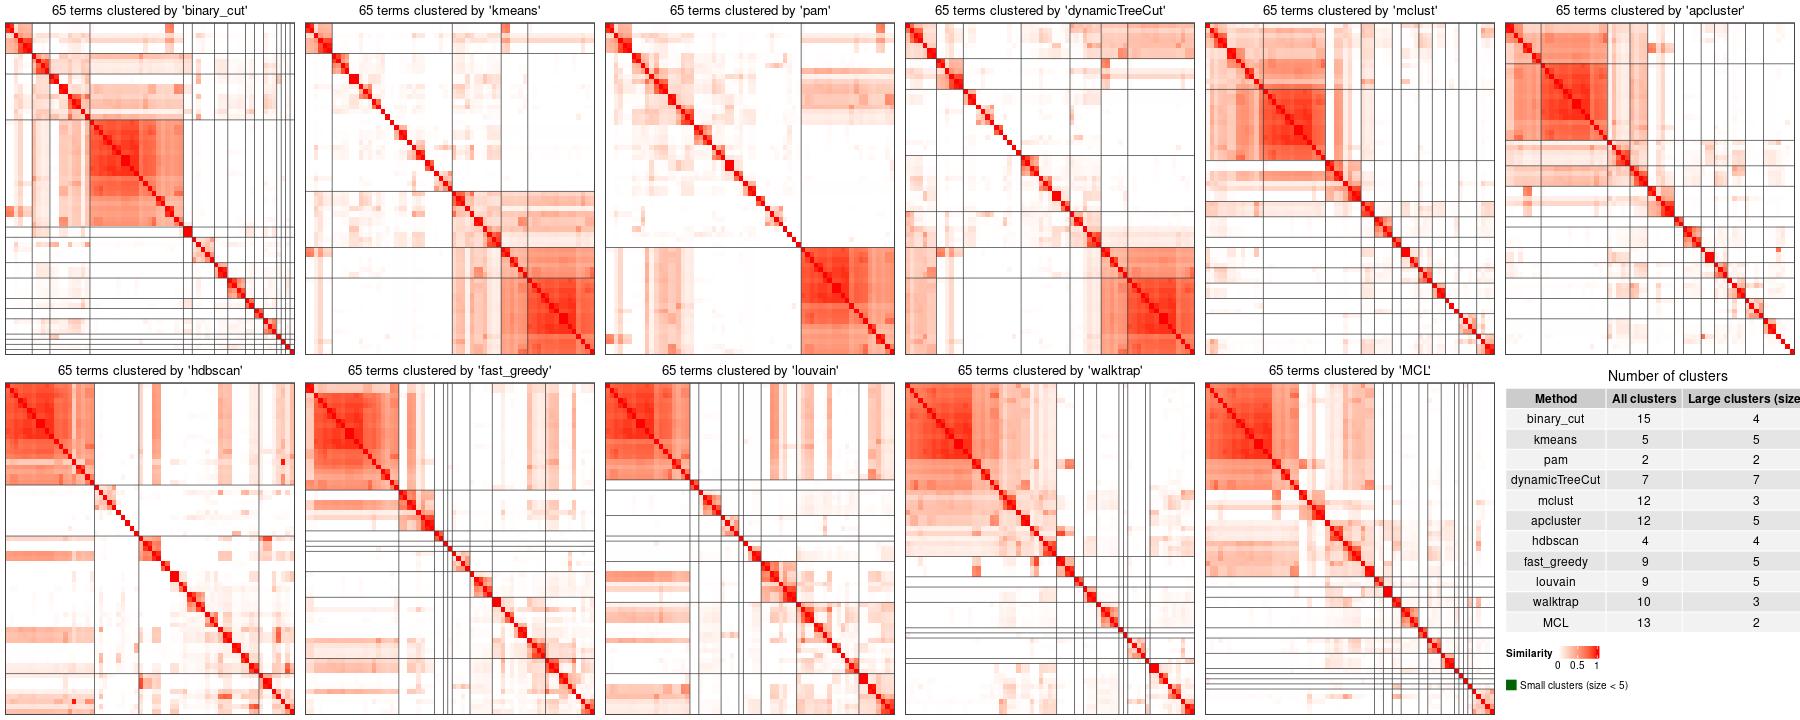 65 terms clustered by 'binary_cut'
65 terms clustered by 'kmeans'
65 terms clustered by 'pam'
65 terms clustered by 'dynamicTreeCut'
65 terms clustered by 'mclust'
65 terms clustered by 'apcluster'
65 terms clustered by 'hdbscan'
65 terms clustered by 'fast_greedy'
65 terms clustered by 'louvain'
65 terms clustered by 'walktrap'
65 terms clustered by 'MCL'
Number of clusters
Method All clusters Large clusters (size
binary_cut 15 4
kmeans 5 5
pam 2 2
dynamicTreeCut 7 7
mclust 12 3
apcluster 12 5
hdbscan 4 4
fast_greedy 9 5
louvain 9 5
walktrap 10 3
MCL 13 2
Similarity
0 0.5 1
Small clusters (size < 5)